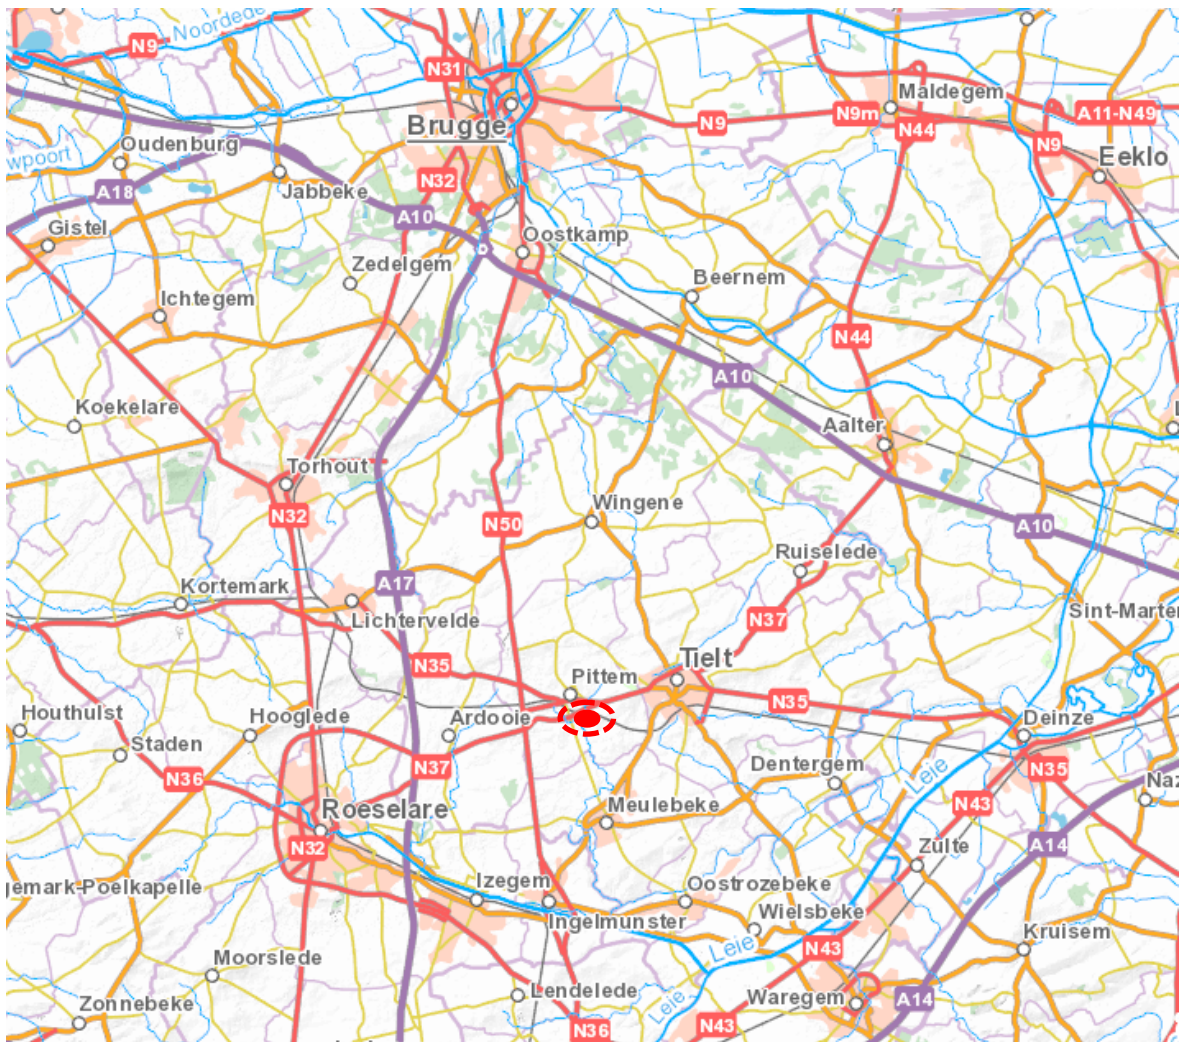 Noordede
N9
N31
Maldegem
N9m
A11-N49
N9
N44
Brugge
N9
Oudenburg
wpoort
Eeklo
A18
Jabbeke
N32
A10
Gistel
Oostkamp
Zedelgem
Beernem
Ichtegem
N44
A10
Koekelare
Aalter
Torhout
N32
Wingene
N50
A10
Ruiselede
A17
Kortemark
Lichtervelde
N37
Sint-Marten
N35
Tielt
Pittem
N35
Houthulst
Hooglede
Ardooie
Deinze
Staden
N36
N37
Dentergem
Leie
N35
Naz
Roeselare
Meulebeke
N43
N32
Zulte
A14
gemark-Poelkapelle
Izegem
Oostrozebeke
Ingelmunster
Wielsbeke
Leie
N43
Kruisem
Moorslede
Lendelede
Leie
Waregem
A14
Zonnebeke
N36
N43